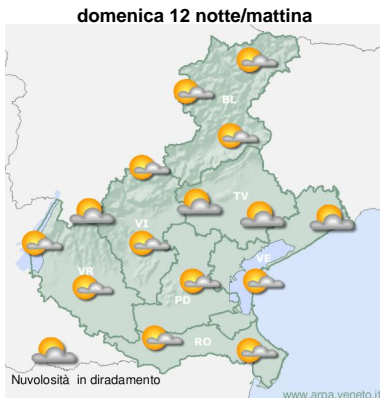 domenica 12 notte/mattina
BL
TV
VI
VE
VR
PD
RO
Nuvolosità in diradamento
www.arpa.veneto.it